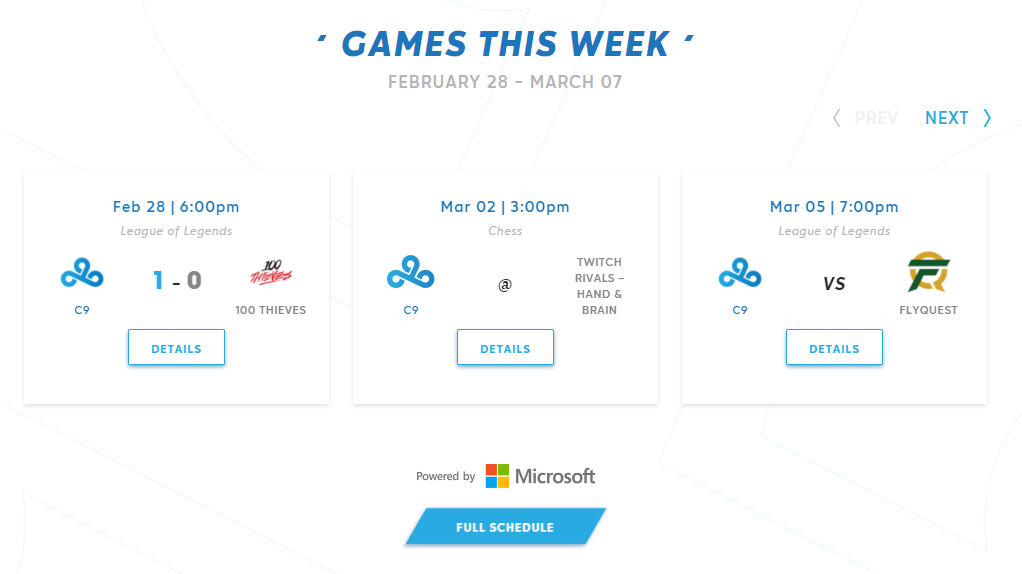 GAMES THIS WEEK
FEBRUARY 28 – MARCH 07
PREV NEXT
Feb 28 | 6:00pm
League of Legends
1 - 0
100 THIEVES
C9
100 THIEVES
DETAILS
Mar 02 | 3:00pm
Chess
@
C9
TWITCH
RIVALS –
HAND &
BRAIN
DETAILS
Mar 05 | 7:00pm
League of Legends
VS
C9
FLYQUEST
DETAILS
Powered by Microsoft
FULL SCHEDULE